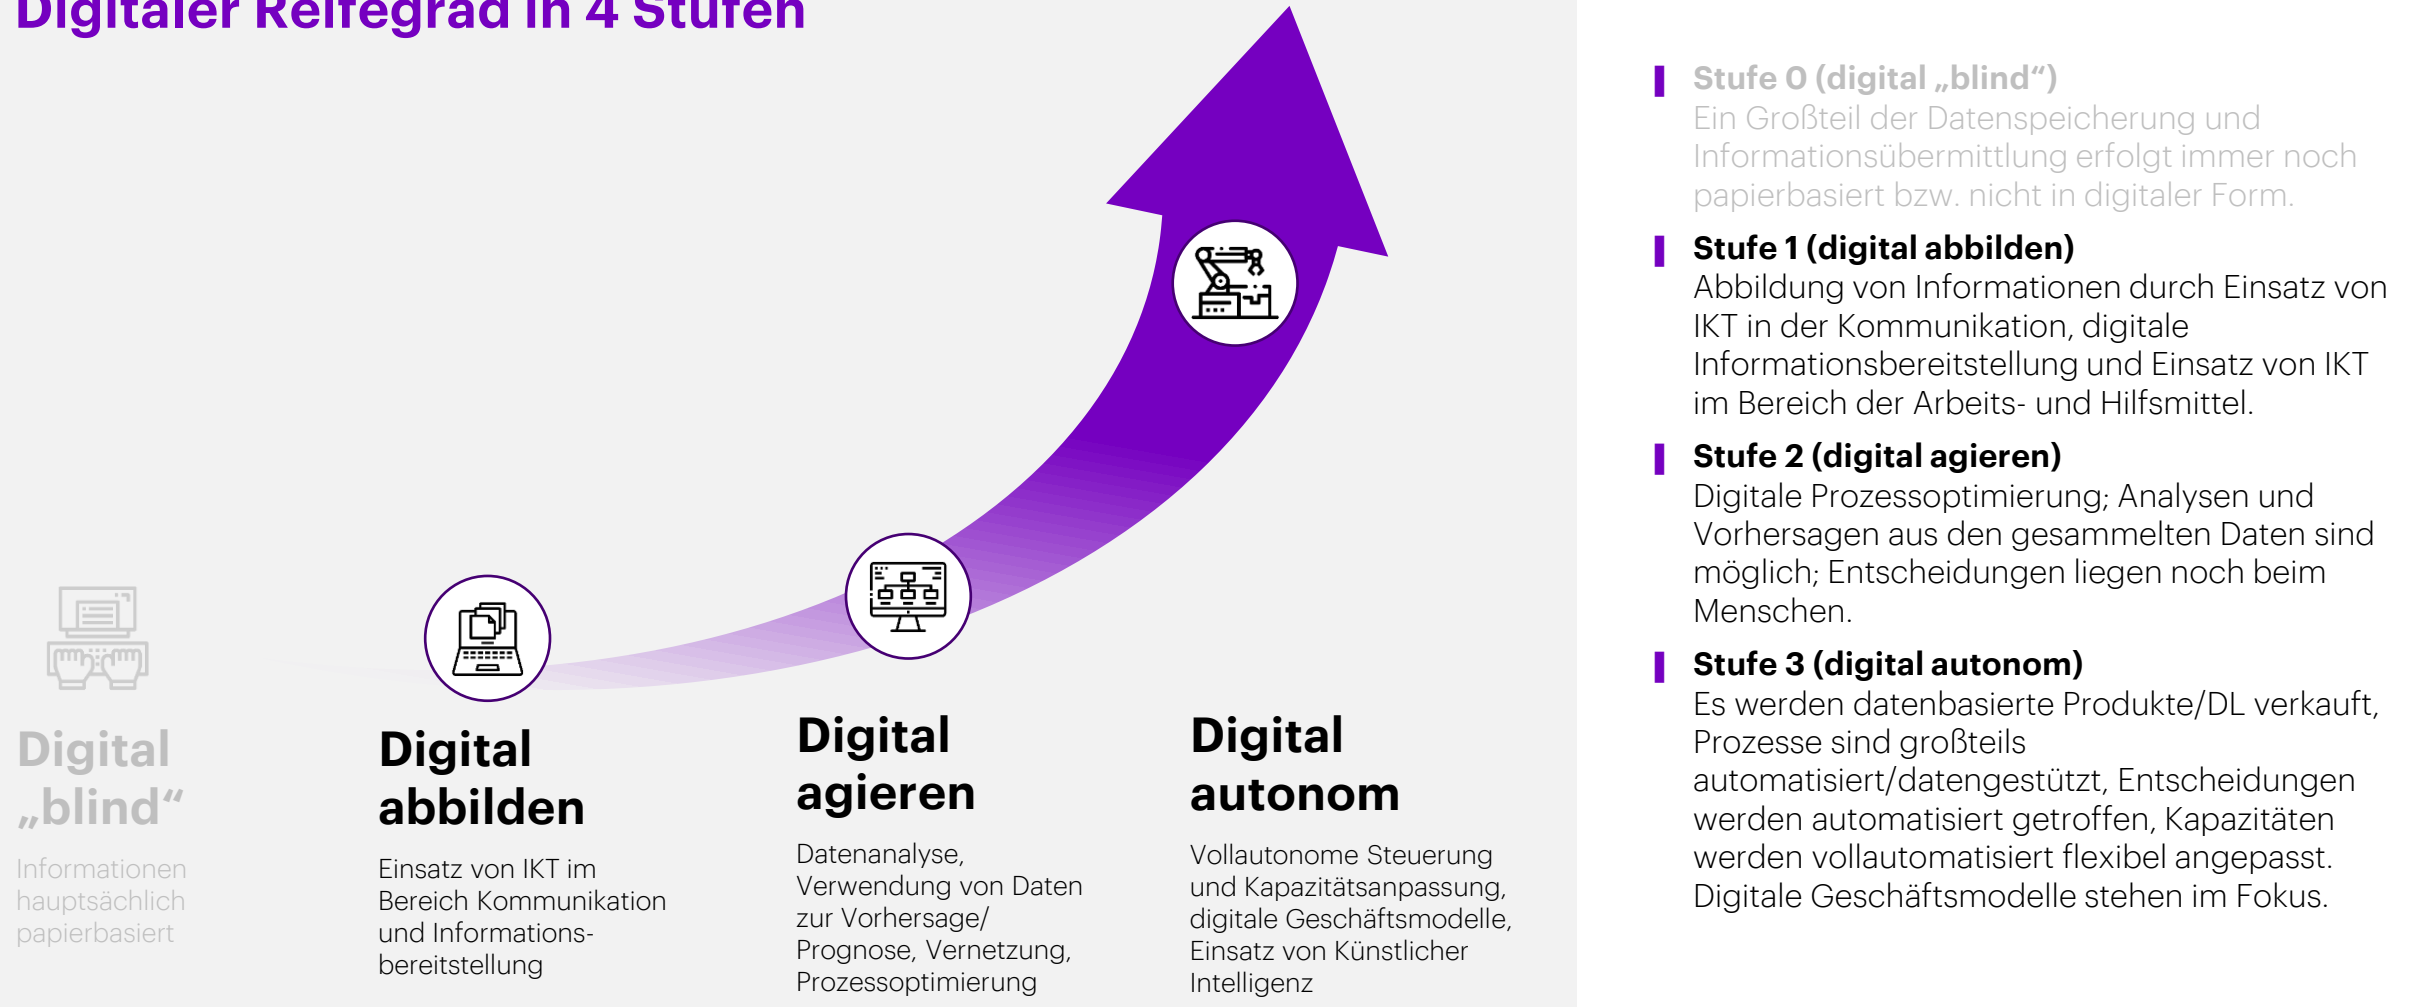 Digitaler Reifegrad in 4 Stufen
Digital
„blind“
Informationen
hauptsächlich
papierbasiert
Digital
abbilden
Einsatz von IKT im
Bereich Kommunikation
und Informations-
bereitstellung
Digital
agieren
Datenanalyse,
Verwendung von Daten
zur Vorhersage/
Prognose, Vernetzung,
Prozessoptimierung
Digital
autonom
Vollautonome Steuerung
und Kapazitätsanpassung,
digitale Geschäftsmodelle,
Einsatz von Künstlicher
Intelligenz
Stufe 0 (digital „blind“)
Ein Großteil der Datenspeicherung und
Informationsübermittlung erfolgt immer noch
papierbasiert bzw. nicht in digitaler Form.
Stufe 1 (digital abbilden)
Abbildung von Informationen durch Einsatz von
IKT in der Kommunikation, digitale
Informationsbereitstellung und Einsatz von IKT
im Bereich der Arbeits- und Hilfsmittel.
Stufe 2 (digital agieren)
Digitale Prozessoptimierung; Analysen und
Vorhersagen aus den gesammelten Daten sind
möglich; Entscheidungen liegen noch beim
Menschen.
Stufe 3 (digital autonom)
Es werden datenbasierte Produkte/DL verkauft,
Prozesse sind großteils
automatisiert/datengestützt, Entscheidungen
werden automatisiert getroffen, Kapazitäten
werden vollautomatisiert flexibel angepasst.
Digitale Geschäftsmodelle stehen im Fokus.